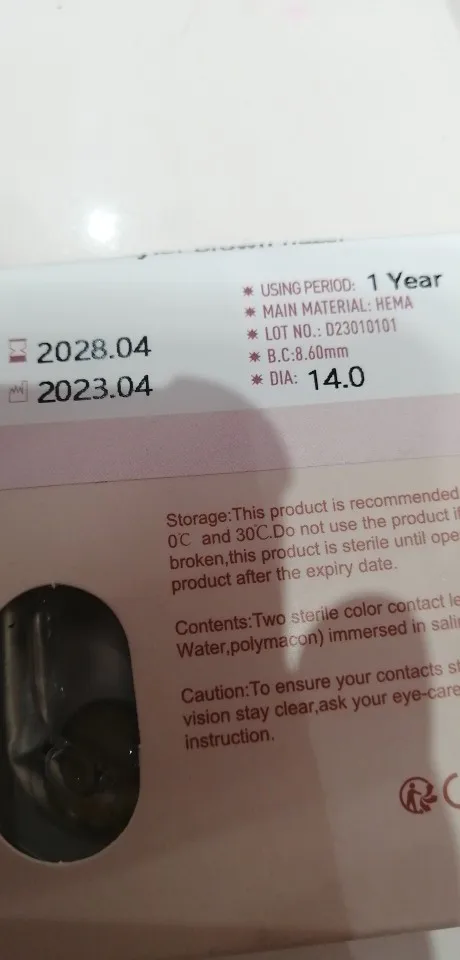 Brown
* USING PERIOD: 1 Year
* MAIN MATERIAL: HEMA
* LOT NO.: D23010101
* B.C:8.60mm
* DIA: 14.0
2028.04
2023.04
Storage:This product is recommended
0℃ and 30℃.Do not use the product if
broken,this product is sterile until ope
product after the expiry date.
Contents:Two sterile color contact le
Water,polymacon) immersed in salin
Caution:To ensure your contacts st
vision stay clear,ask your eye-care
instruction.